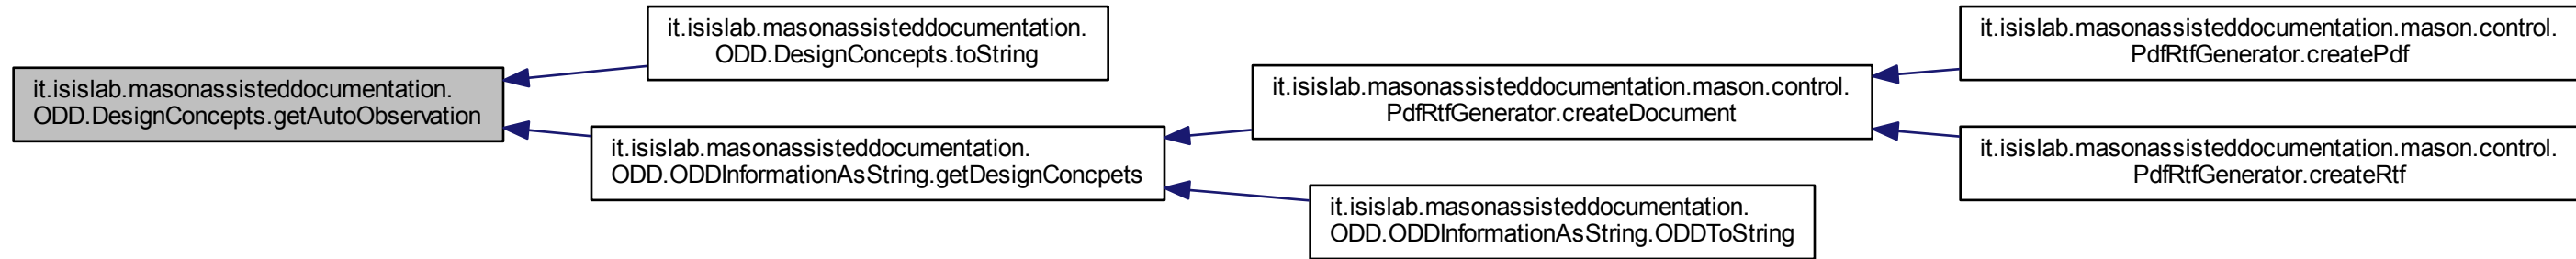 it.isislab.masonassisteddocumentation.
ODD.DesignConcepts.getAutoObservation
it.isislab.masonassisteddocumentation.
ODD.DesignConcepts.toString
it.isislab.masonassisteddocumentation.
ODD.ODDInformationAsString.getDesignConcpets
it.isislab.masonassisteddocumentation.mason.control.
PdfRtfGenerator.createDocument
it.isislab.masonassisteddocumentation.
ODD.ODDInformationAsString.ODDToString
it.isislab.masonassisteddocumentation.mason.control.
PdfRtfGenerator.createPdf
it.isislab.masonassisteddocumentation.mason.control.
PdfRtfGenerator.createRtf